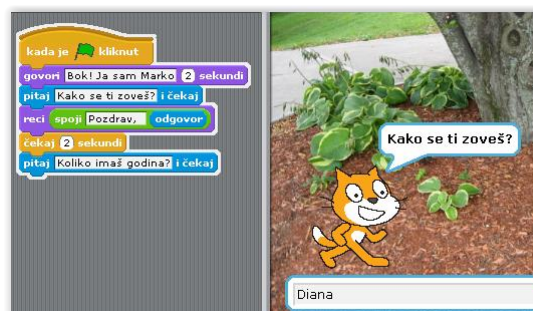 kada je kliknut
govori Bok! Ja sam Marko 2 sekundi
pitaj Kako se ti zoveš? i čekaj
reci spoji Pozdrav, odgovor
čekaj 2 sekundi
pitaj Koliko imaš godina? i čekaj
Kako se ti zoveš?
Diana